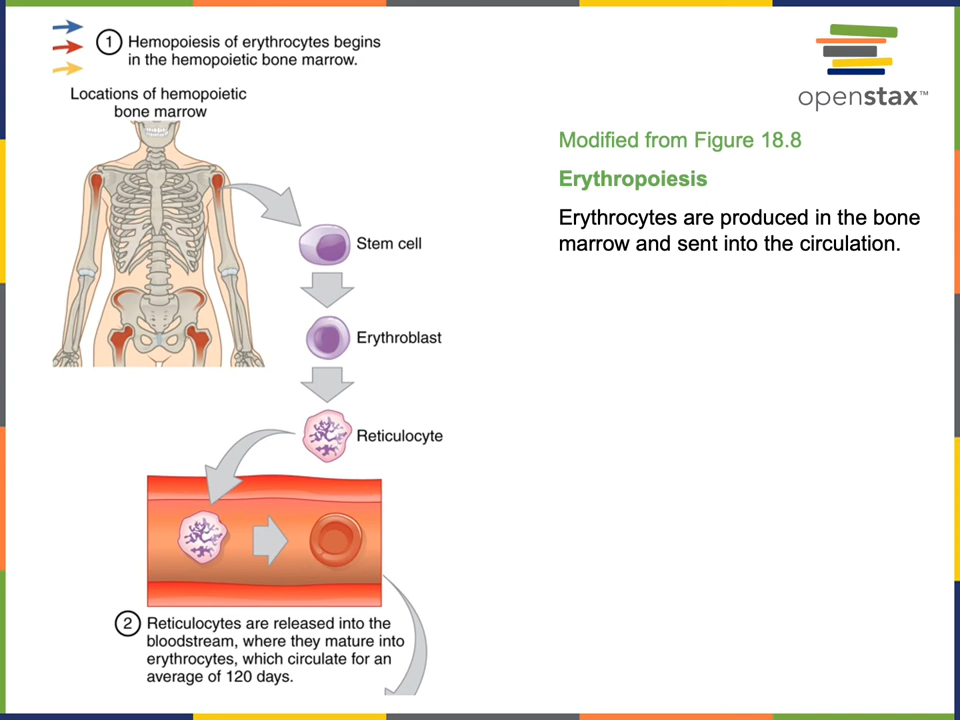 1 Hemopoiesis of erythrocytes begins
in the hemopoietic bone marrow.
Locations of hemopoietic
bone marrow
Stem cell
Erythroblast
Reticulocyte
2 Reticulocytes are released into the
bloodstream, where they mature into
erythrocytes, which circulate for an
average of 120 days.
openstax™
Modified from Figure 18.8
Erythropoiesis
Erythrocytes are produced in the bone
marrow and sent into the circulation.